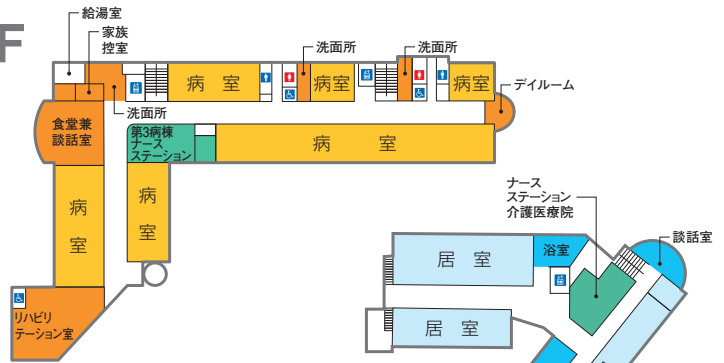 F
給湯室
家族
控室
洗面所
洗面所
病 室
病室
病室
デイルーム
洗面所
食堂兼
談話室
第3病棟
ナース
ステーション
病 室
病
室
病
室
リハビリ
テーション室
ナース
ステーション
介護医療院
談話室
浴室
居 室
居 室